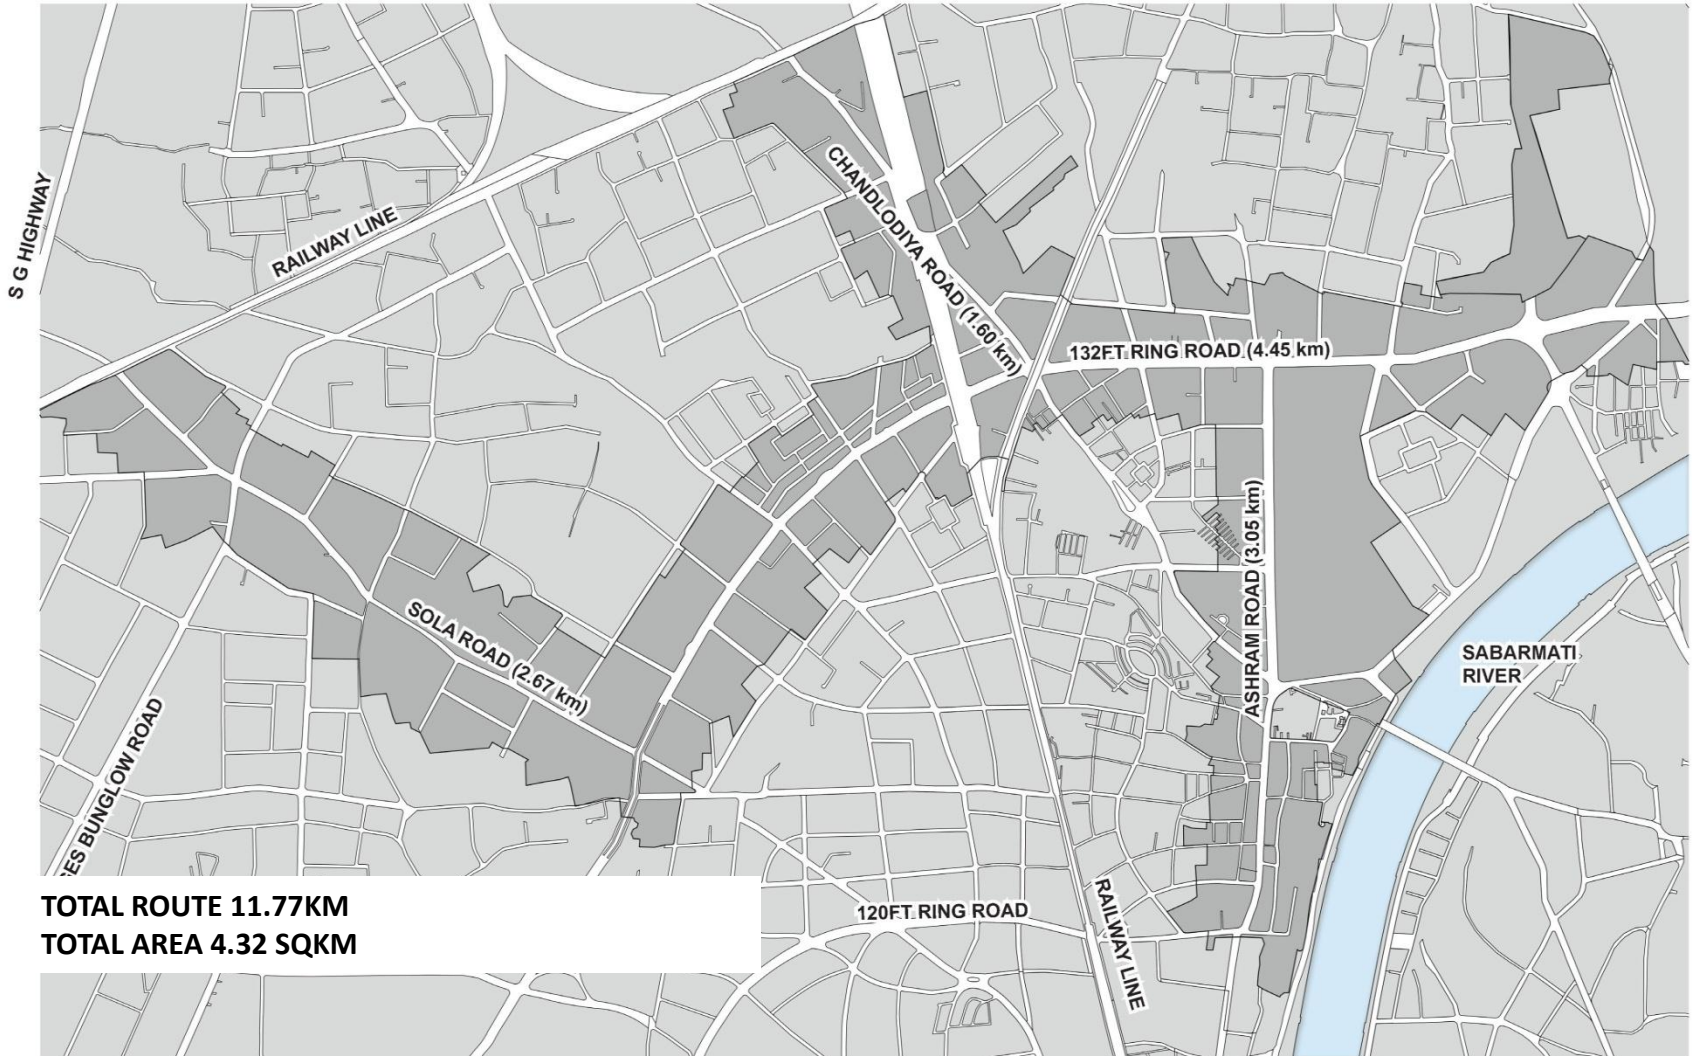 S G HIGHWAY
RAILWAY LINE
CHANDLODIYA ROAD (1.60 km)
132FT RING ROAD (4.45 km)
ASHRAM ROAD (3.05 km)
SOLA ROAD (2.67 km)
SABARMATI
RIVER
GES BUNGLOW ROAD
120FT RING ROAD
RAILWAY LINE
TOTAL ROUTE 11.77KM
TOTAL AREA 4.32 SQKM